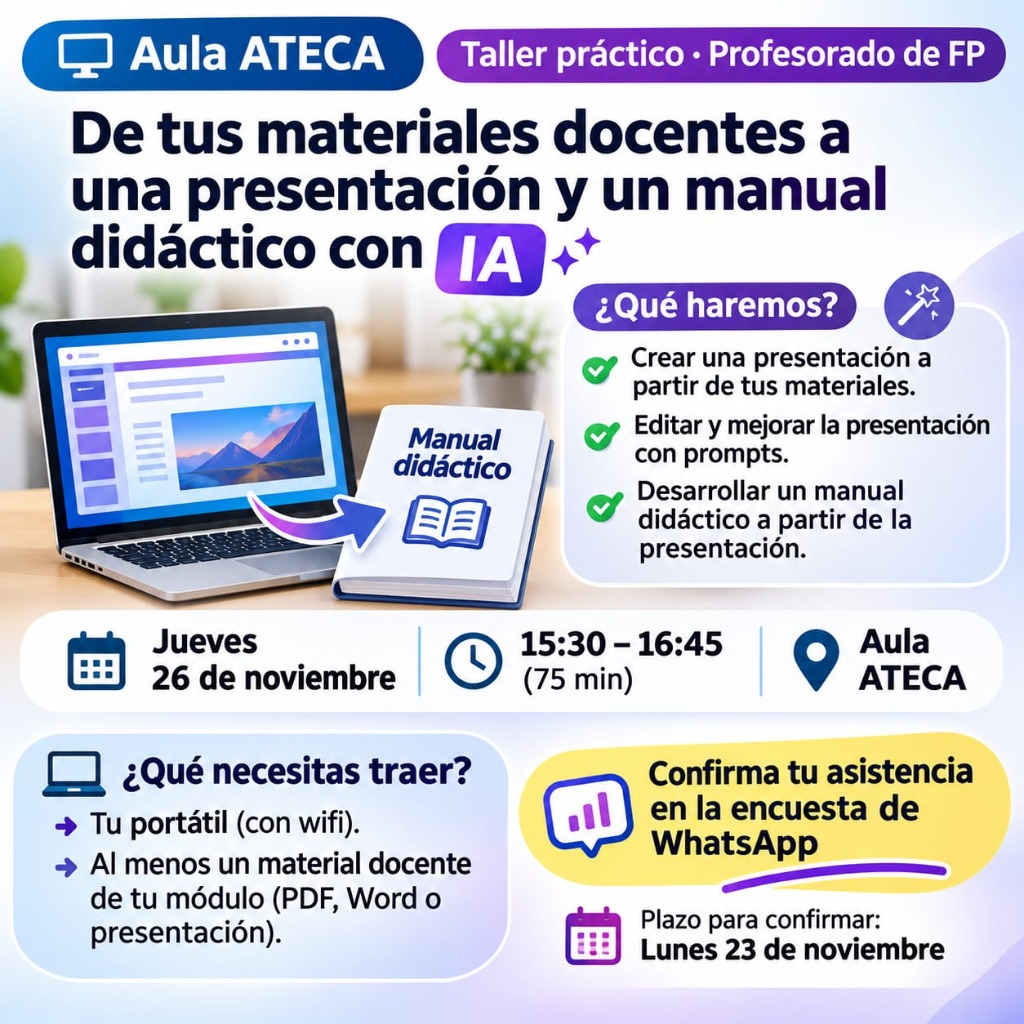 Aula ATECA
Taller práctico · Profesorado de FP
De tus materiales docentes a
una presentación y un manual
didáctico con IA
¿Qué haremos?
Crear una presentación a
partir de tus materiales.
Editar y mejorar la presentación
con prompts.
Desarrollar un manual
didáctico a partir de la
presentación.
Manual
didáctico
Jueves
26 de noviembre
15:30 – 16:45
(75 min)
Aula
ATECA
¿Qué necesitas traer?
Tu portátil (con wifi).
Al menos un material docente
de tu módulo (PDF, Word o
presentación).
Confirma tu asistencia
en la encuesta de
WhatsApp
Plazo para confirmar:
Lunes 23 de noviembre